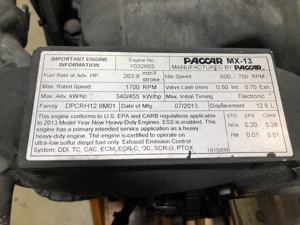 IMPORTANT ENGINE INFORMATION
Engine No. Y032603
PACCAR MX-13
MANUFACTURED BY PACCAR
Fuel Rate at Adv. HP. 263.9 mm³ stroke
Idle Speed 600 - 700 RPM
Max. Rated Speed 1700 RPM
Valve lash (cold) 0.50 Int 0.70 Exh.
Max. Adv. KW/hp 340/455 kW/hp
Max. Initial Timing Electronic
Family DPCRH12.9M01
Date of Mfg. 07/2013
Displacement 12.9 L
This engine conforms to U.S. EPA and CARB regulations applicable
to 2013 Model Year New Heavy-Duty Engines. ESS is enabled. This
engine has a primary intended service application as a heavy
heavy-duty diesel engine. This engine is certified to operate on
ultra-low sulfur diesel fuel only. Exhaust Emission Control
System: DDI, TC, CAC, ECM, EGR-C, OC, SCR-U, PTOX
1815909
STD EPA CARB
NOx 0.20 0.28
PM 0.01 0.01